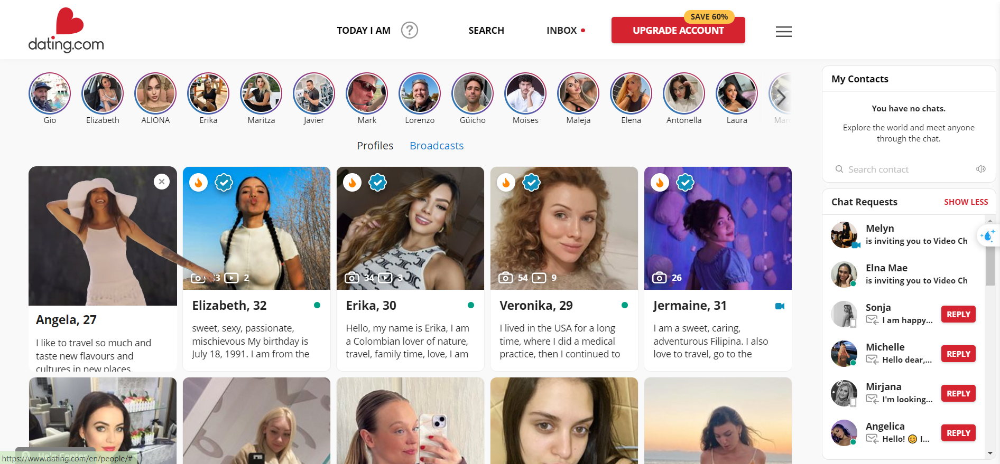 dating.com
TODAY I AM
SEARCH
INBOX
SAVE 60%
UPGRADE ACCOUNT
Gio
Elizabeth
ALIONA
Erika
Maritza
Javier
Mark
Lorenzo
Güicho
Moises
Maleja
Elena
Antonella
Laura
Profiles
Broadcasts
2
34
3
54
9
26
Angela, 27
I like to travel so much and
taste new flavours and
cultures in new places.
Elizabeth, 32
sweet, sexy, passionate,
mischievous My birthday is
July 18, 1991. I am from the
Erika, 30
Hello, my name is Erika, I am
a Colombian lover of nature,
travel, family time, love, I am
Veronika, 29
I lived in the USA for a long
time, where I did a medical
practice, then I continued to
Jermaine, 31
I am a sweet, caring,
adventurous Filipina. I also
love to travel, go to the
My Contacts
You have no chats.
Explore the world and meet anyone
through the chat.
Search contact
Chat Requests
SHOW LESS
Melyn
is inviting you to Video Ch
Elna Mae
is inviting you to Video Ch
Sonja
I am happy...
REPLY
Michelle
Hello dear,...
REPLY
Mirjana
I'm looking...
REPLY
Angelica
Hello! 😊 I...
REPLY
Help Center
https://www.dating.com/en/people/#